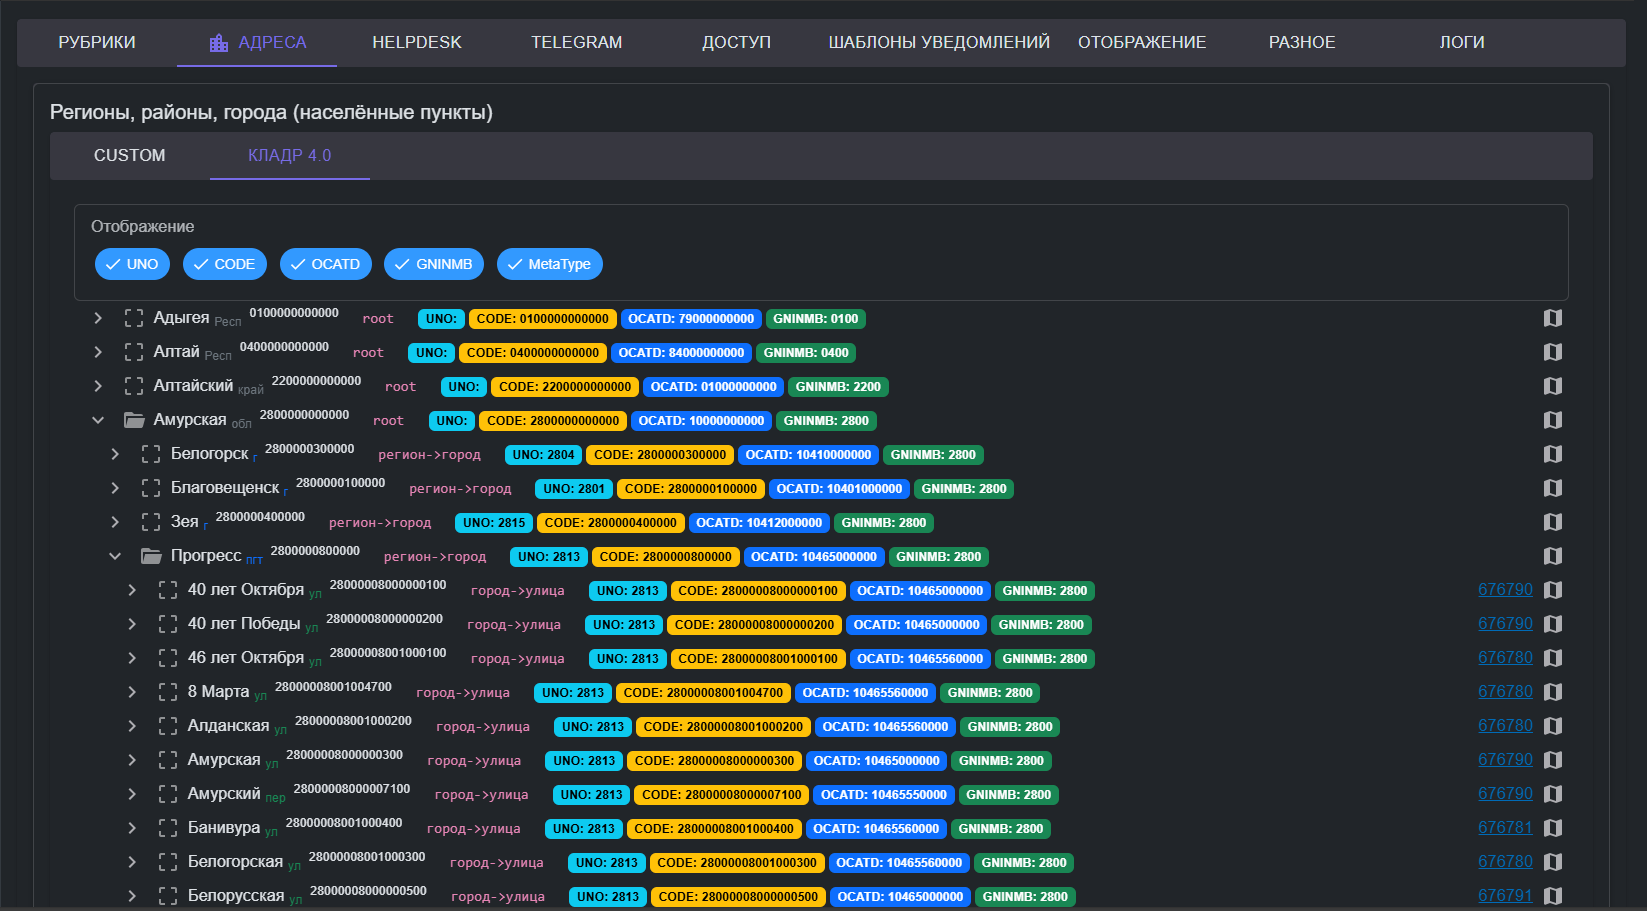 РУБРИКИ АДРЕСА HELPDESK TELEGRAM ДОСТУП ШАБЛОНЫ УВЕДОМЛЕНИЙ ОТОБРАЖЕНИЕ РАЗНОЕ ЛОГИ
Регионы, районы, города (населённые пункты)
CUSTOM КЛАДР 4.0
Отображение
UNO CODE OCATD GNINMB MetaType
Адыгея Респ 0100000000000 root UNO: CODE: 0100000000000 OCATD: 79000000000 GNINMB: 0100
Алтай Респ 0400000000000 root UNO: CODE: 0400000000000 OCATD: 84000000000 GNINMB: 0400
Алтайский край 2200000000000 root UNO: CODE: 2200000000000 OCATD: 01000000000 GNINMB: 2200
Амурская обл 2800000000000 root UNO: CODE: 2800000000000 OCATD: 10000000000 GNINMB: 2800
Белогорск г 2800000300000 регион->город UNO: 2804 CODE: 2800000300000 OCATD: 10410000000 GNINMB: 2800
Благовещенск г 2800000100000 регион->город UNO: 2801 CODE: 2800000100000 OCATD: 10401000000 GNINMB: 2800
Зея г 2800000400000 регион->город UNO: 2815 CODE: 2800000400000 OCATD: 10412000000 GNINMB: 2800
Прогресс пгт 2800000800000 регион->город UNO: 2813 CODE: 2800000800000 OCATD: 10465000000 GNINMB: 2800
40 лет Октября ул 28000008000000100 город->улица UNO: 2813 CODE: 28000008000000100 OCATD: 10465000000 GNINMB: 2800 676790
40 лет Победы ул 28000008000000200 город->улица UNO: 2813 CODE: 28000008000000200 OCATD: 10465000000 GNINMB: 2800 676790
46 лет Октября ул 28000008001000100 город->улица UNO: 2813 CODE: 28000008001000100 OCATD: 10465560000 GNINMB: 2800 676780
8 Марта ул 28000008001004700 город->улица UNO: 2813 CODE: 28000008001004700 OCATD: 10465560000 GNINMB: 2800 676780
Алданская ул 28000008001000200 город->улица UNO: 2813 CODE: 28000008001000200 OCATD: 10465560000 GNINMB: 2800 676780
Амурская ул 28000008000000300 город->улица UNO: 2813 CODE: 28000008000000300 OCATD: 10465000000 GNINMB: 2800 676790
Амурский пер 28000008000007100 город->улица UNO: 2813 CODE: 28000008000007100 OCATD: 10465550000 GNINMB: 2800 676790
Банивура ул 28000008001000400 город->улица UNO: 2813 CODE: 28000008001000400 OCATD: 10465560000 GNINMB: 2800 676781
Белогорская ул 28000008001000300 город->улица UNO: 2813 CODE: 28000008001000300 OCATD: 10465560000 GNINMB: 2800 676780
Белорусская ул 28000008000000500 город->улица UNO: 2813 CODE: 28000008000000500 OCATD: 10465000000 GNINMB: 2800 676791